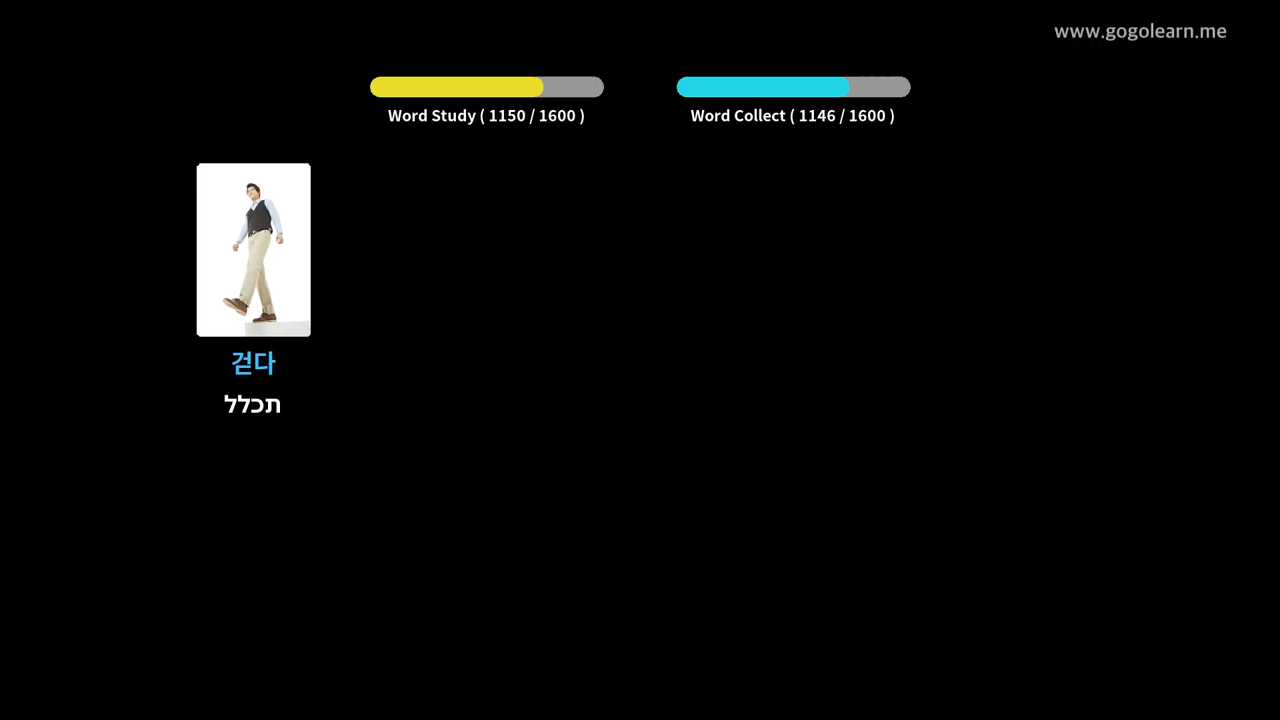 www.gogolearn.me
Word Study ( 1150 / 1600 )
Word Collect ( 1146 / 1600 )
걷다
תכלל